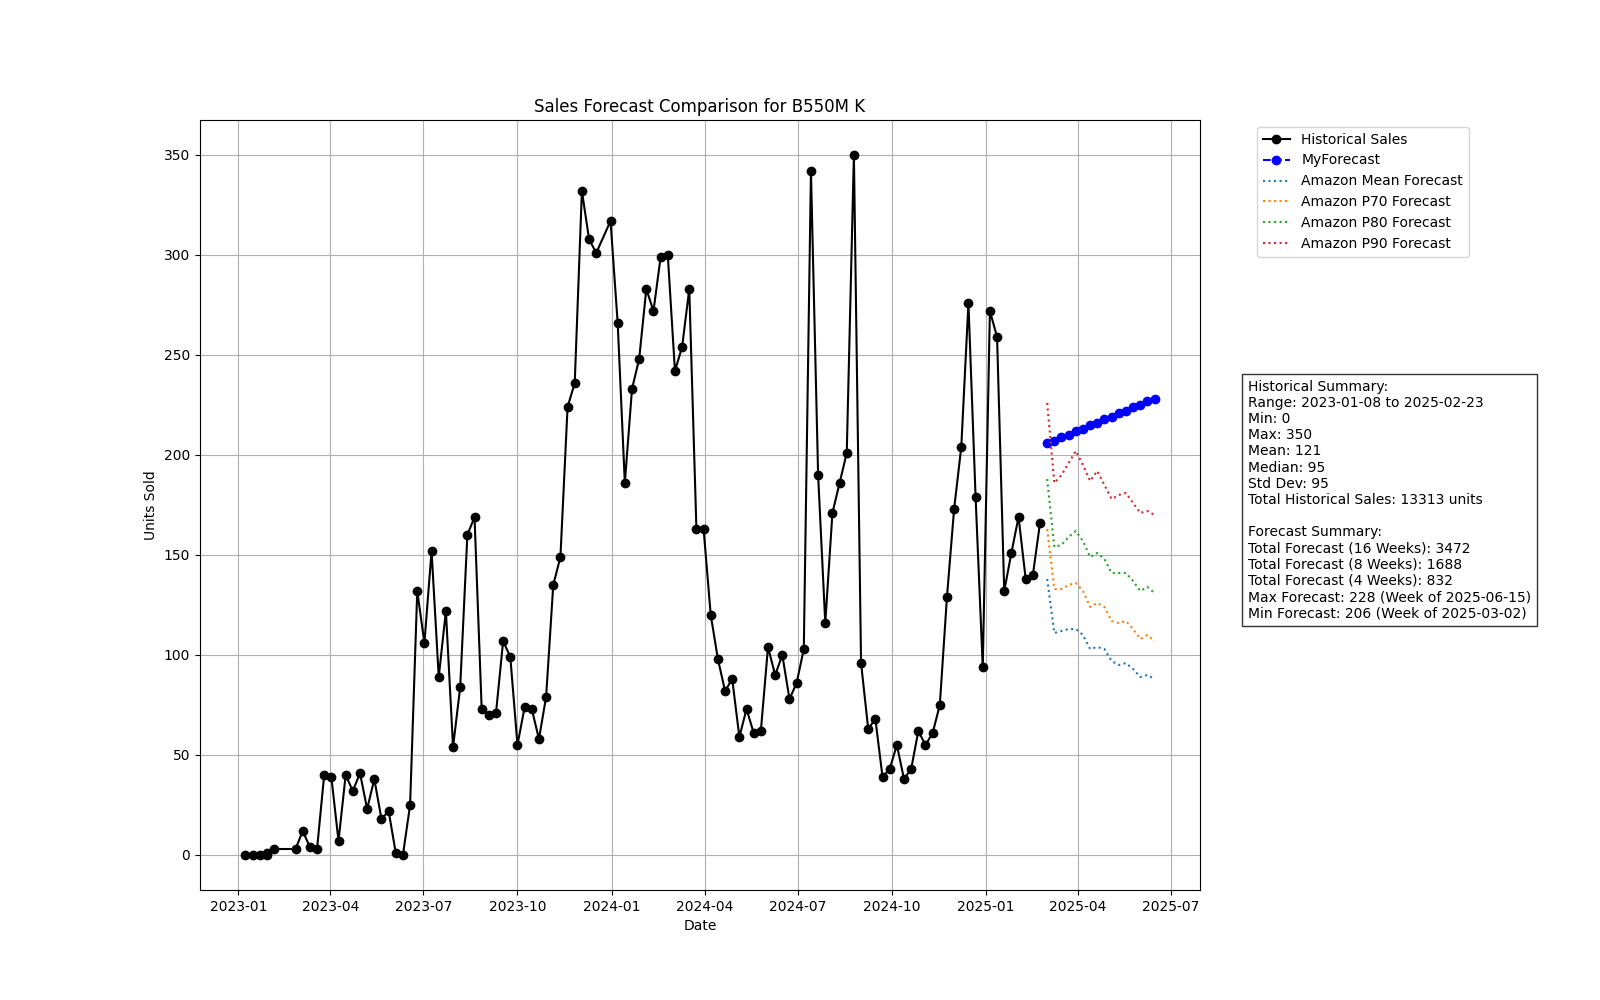 Sales Forecast Comparison for B550M K
Historical Sales
MyForecast
Amazon Mean Forecast
Amazon P70 Forecast
Amazon P80 Forecast
Amazon P90 Forecast
350
300
250
200
150
100
50
0
Units Sold
2023-01
2023-04
2023-07
2023-10
2024-01
2024-04
2024-07
2024-10
2025-01
2025-04
2025-07
Date
Historical Summary:
Range: 2023-01-08 to 2025-02-23
Min: 0
Max: 350
Mean: 121
Median: 95
Std Dev: 95
Total Historical Sales: 13313 units
Forecast Summary:
Total Forecast (16 Weeks): 3472
Total Forecast (8 Weeks): 1688
Total Forecast (4 Weeks): 832
Max Forecast: 228 (Week of 2025-06-15)
Min Forecast: 206 (Week of 2025-03-02)